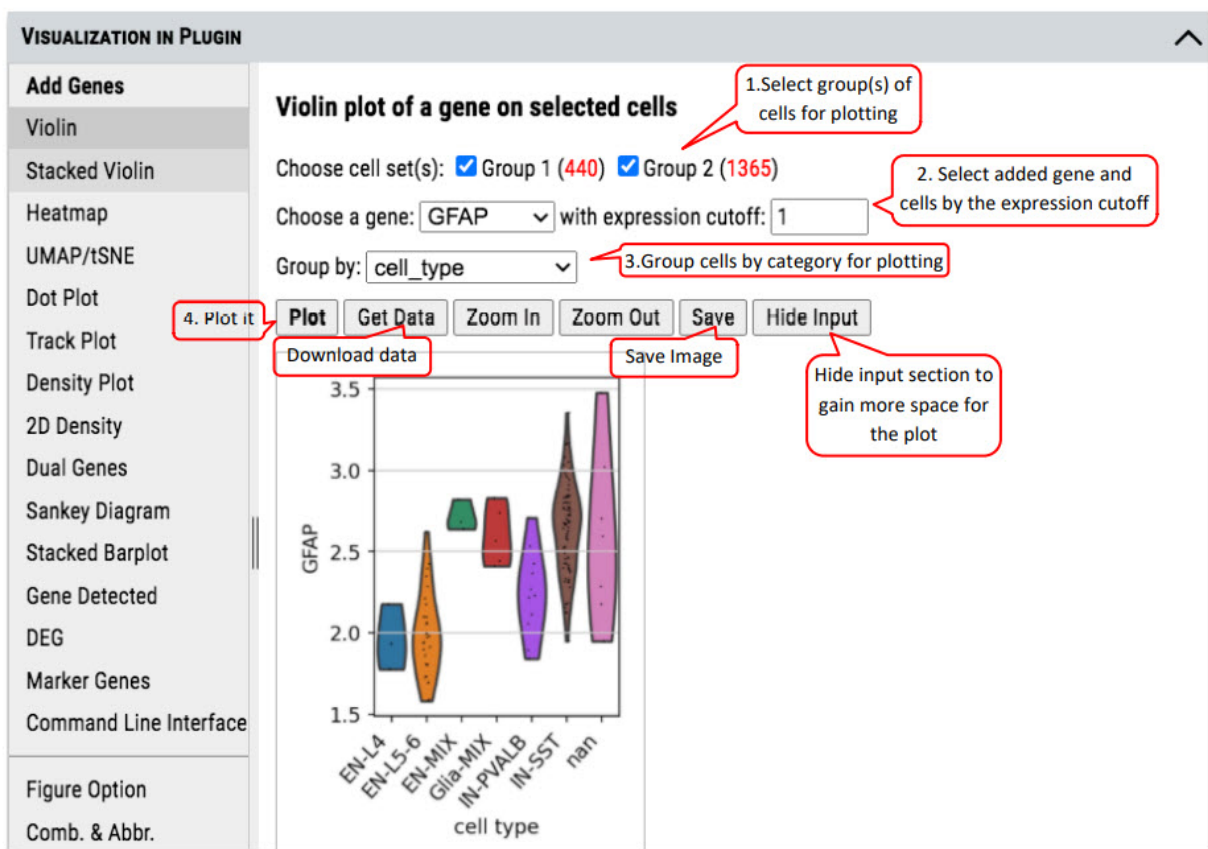 VISUALIZATION IN PLUGIN
Add Genes
Violin
Stacked Violin
Heatmap
UMAP/tSNE
Dot Plot
Track Plot
Density Plot
2D Density
Dual Genes
Sankey Diagram
Stacked Barplot
Gene Detected
DEG
Marker Genes
Command Line Interface
Figure Option
Comb. & Abbr.
Violin plot of a gene on selected cells
1.Select group(s) of
cells for plotting
Choose cell set(s): Group 1 (440) Group 2 (1365)
2. Select added gene and
cells by the expression cutoff
Choose a gene: GFAP with expression cutoff: 1
Group by: cell_type
3.Group cells by category for plotting
4. Plot it
Plot Get Data Zoom In Zoom Out Save Hide Input
Download data
Save Image
Hide input section to
gain more space for
the plot
3.5
3.0
2.5
2.0
1.5
GFAP
EN-L4
EN-L5-6
EN-MIX
Glia-MIX
IN-PVALB
IN-SST
nan
cell type